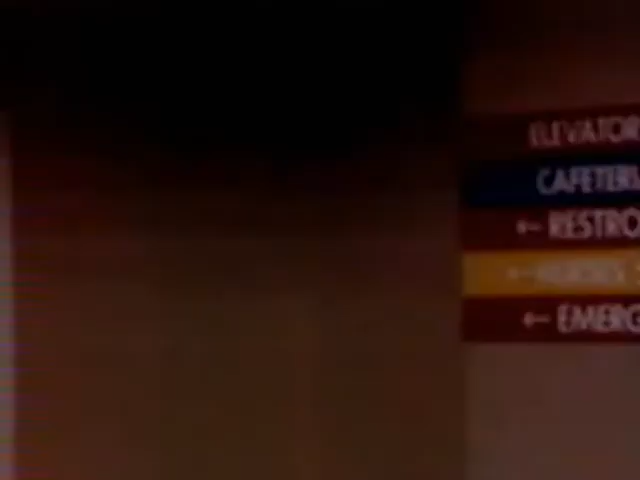 ELEVATOR
CAFETERI
← RESTRO
←
← EMERG